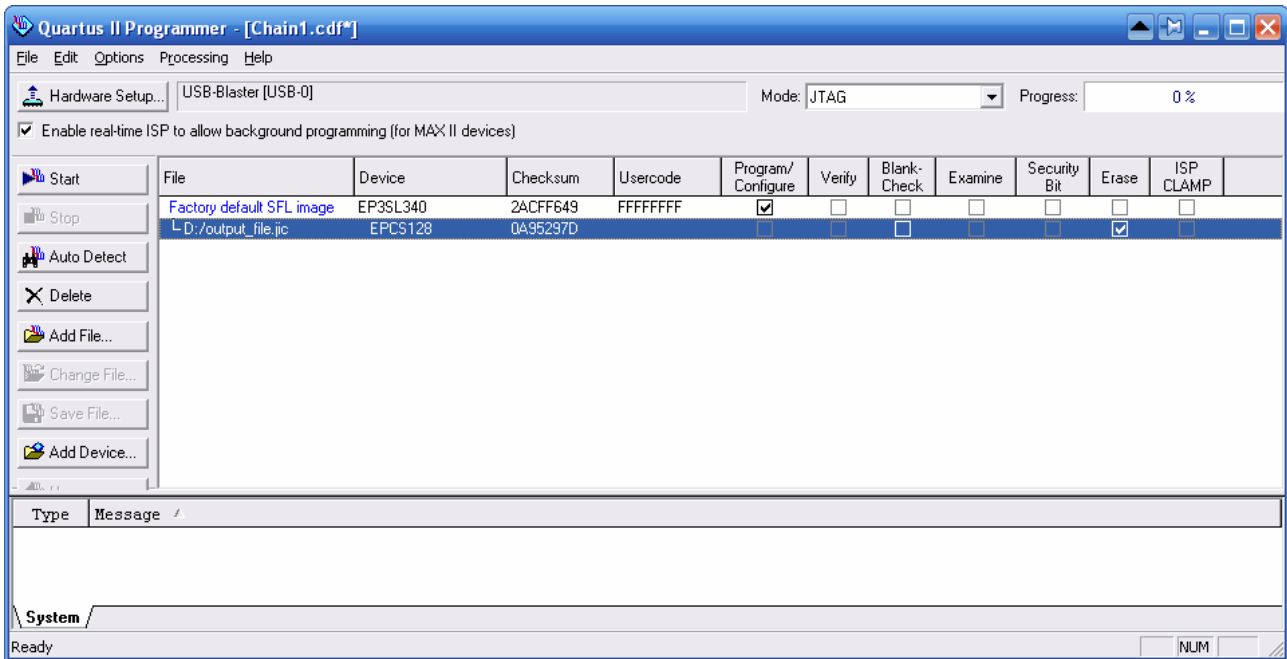 Quartus II Programmer - [Chain1.cdf*]
File Edit Options Processing Help
Hardware Setup... USB-Blaster [USB-0] Mode: JTAG Progress: 0 %
Enable real-time ISP to allow background programming (for MAX II devices)
Start
Stop
Auto Detect
Delete
Add File...
Change File...
Save File...
Add Device...
File Device Checksum Usercode Program/ Configure Verify Blank- Check Examine Security Bit Erase ISP CLAMP
Factory default SFL image EP3SL340 2ACFF649 FFFFFFFF
D:/output_file.jic EPCS128 0A95297D
Type Message
System
Ready NUM